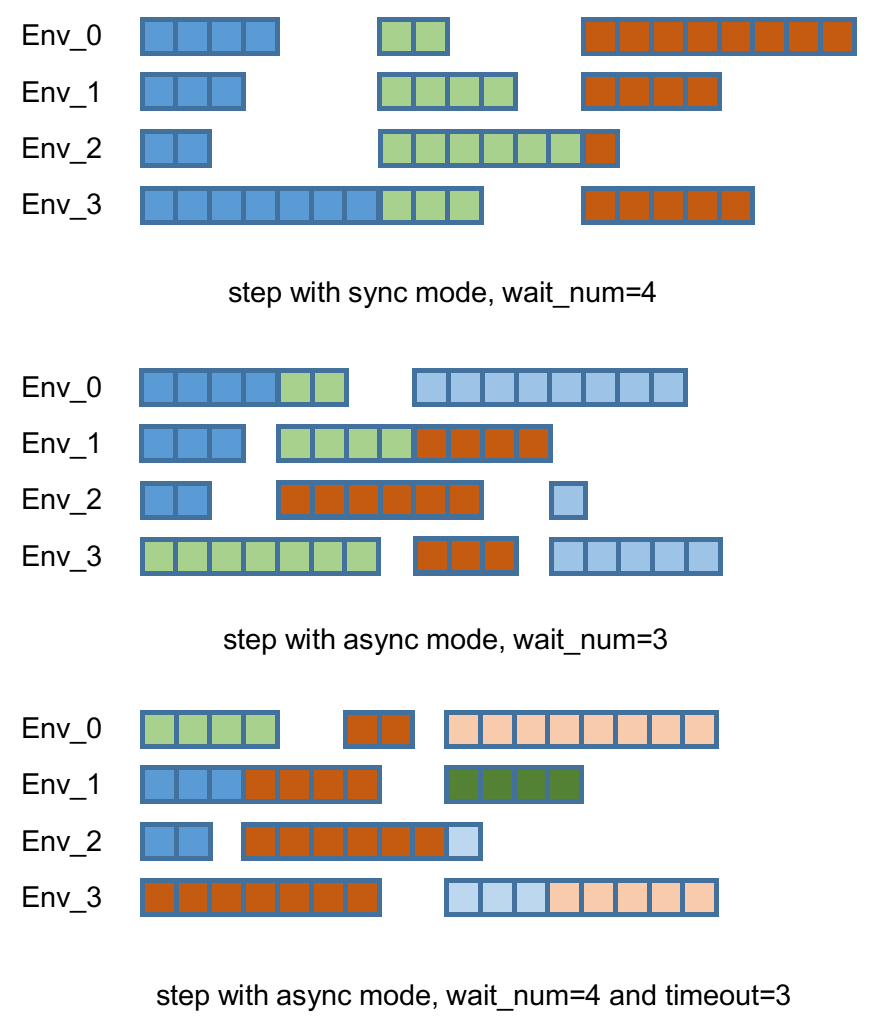 Env_0
Env_1
Env_2
Env_3
step with sync mode, wait_num=4
Env_0
Env_1
Env_2
Env_3
step with async mode, wait_num=3
Env_0
Env_1
Env_2
Env_3
step with async mode, wait_num=4 and timeout=3